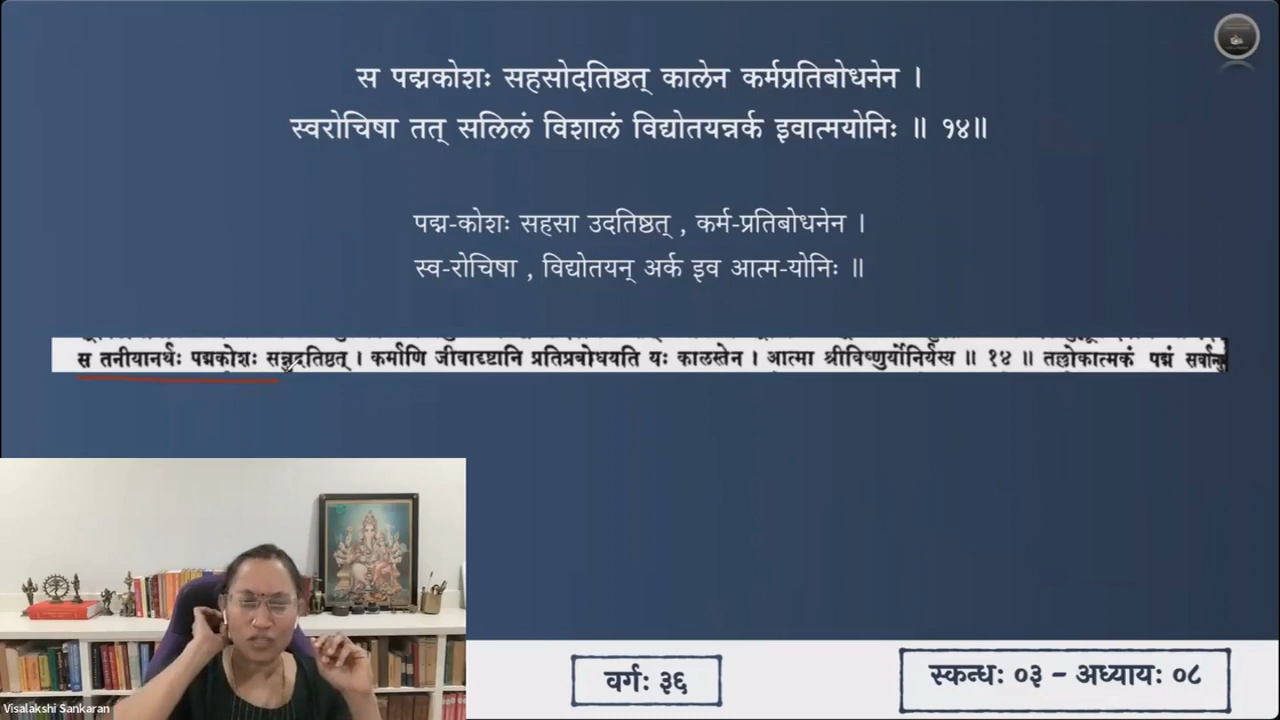 स पद्मकोशः सहसोदतिष्ठत् कालेन कर्मप्रतिबोधनेन ।
स्वरोचिषा तत् सलिलं विशालं विद्योतयन्नर्क इवात्मयोनिः ॥ १४॥
पद्म-कोशः सहसा उदतिष्ठत् , कर्म-प्रतिबोधनेन ।
स्व-रोचिषा , विद्योतयन् अर्क इव आत्म-योनिः ॥
स तनीयानर्थः पद्मकोशः सन्नुदतिष्ठत् । कर्माणि जीवादृष्टानि प्रतिप्रबोधयति यः कालस्तेन । आत्मा श्रीविष्णुर्योनिर्यस्य ॥ १४ ॥ तल्लोकात्मकं पद्मं
Visalakshi Sankaran
वर्गः ३६
स्कन्धः ०३ – अध्यायः ०८